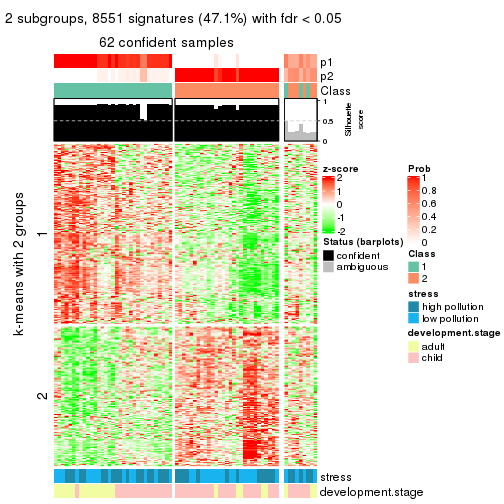 2 subgroups, 8551 signatures (47.1%) with fdr < 0.05
62 confident samples
p1
p2
Class
1
0.5
0
Silhouette
score
k-means with 2 groups
1
2
stress
development.stage
z-score
2
1
0
-1
-2
Status (barplots)
confident
ambiguous
Prob
1
0.8
0.6
0.4
0.2
0
Class
1
2
stress
high pollution
low pollution
development.stage
adult
child